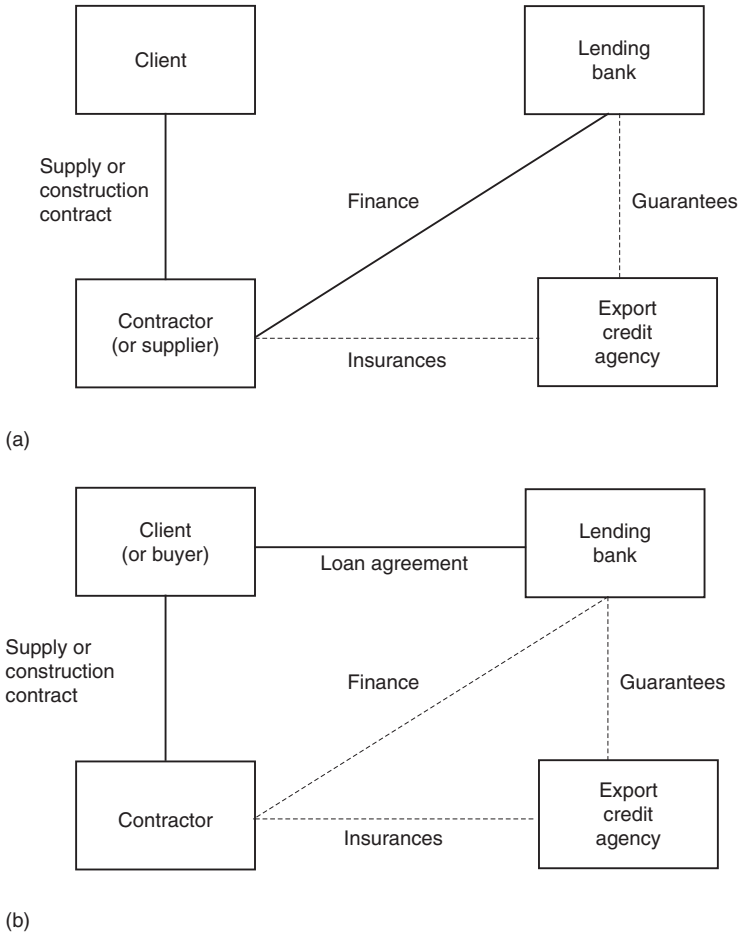 Client
Lending
bank
Supply or
construction
contract
Finance
Guarantees
Contractor
(or supplier)
Export
credit
agency
Insurances
(a)
Client
(or buyer)
Lending
bank
Loan agreement
Supply or
construction
contract
Finance
Guarantees
Contractor
Export
credit
agency
Insurances
(b)